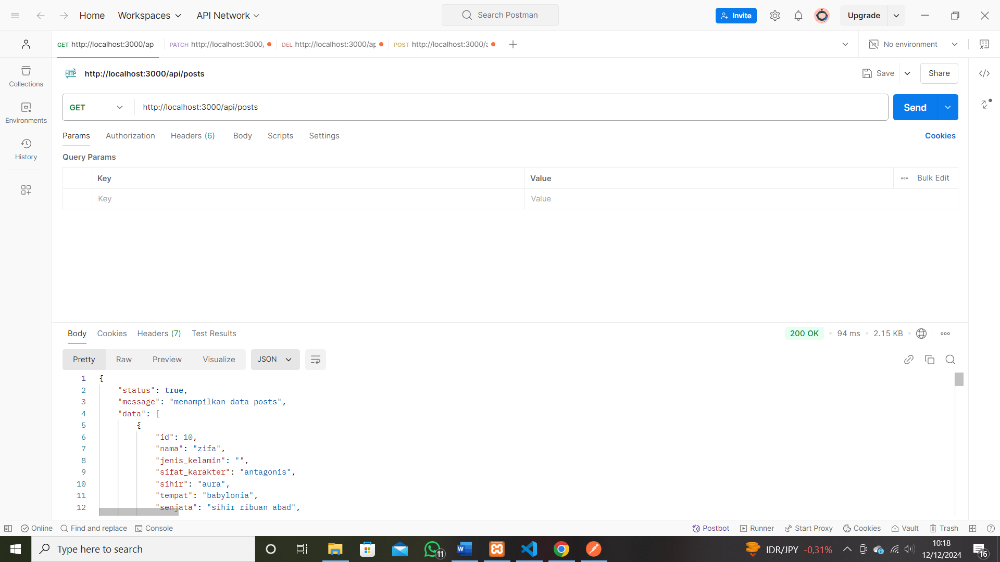 Home Workspaces API Network Search Postman Invite Upgrade
GET http://localhost:3000/ap PATCH http://localhost:3000/ DEL http://localhost:3000/ap POST http://localhost:3000/a No environment
HTTP http://localhost:3000/api/posts Save Share
Collections
Environments
History
GET http://localhost:3000/api/posts Send
Params Authorization Headers (6) Body Scripts Settings Cookies
Query Params
Key Value Bulk Edit
Key Value
Body Cookies Headers (7) Test Results 200 OK 94 ms 2.15 KB
Pretty Raw Preview Visualize JSON
1 {
2 "status": true,
3 "message": "menampilkan data posts",
4 "data": [
5 {
6 "id": 10,
7 "nama": "zifa",
8 "jenis_kelamin": "",
9 "sifat_karakter": "antagonis",
10 "sihir": "aura",
11 "tempat": "babylonia",
12 "senjata": "sihir ribuan abad",
Online Find and replace Console Postbot Runner Start Proxy Cookies Vault Trash
Type here to search 11 IDR/JPY -0,31% 10:18
12/12/2024 16